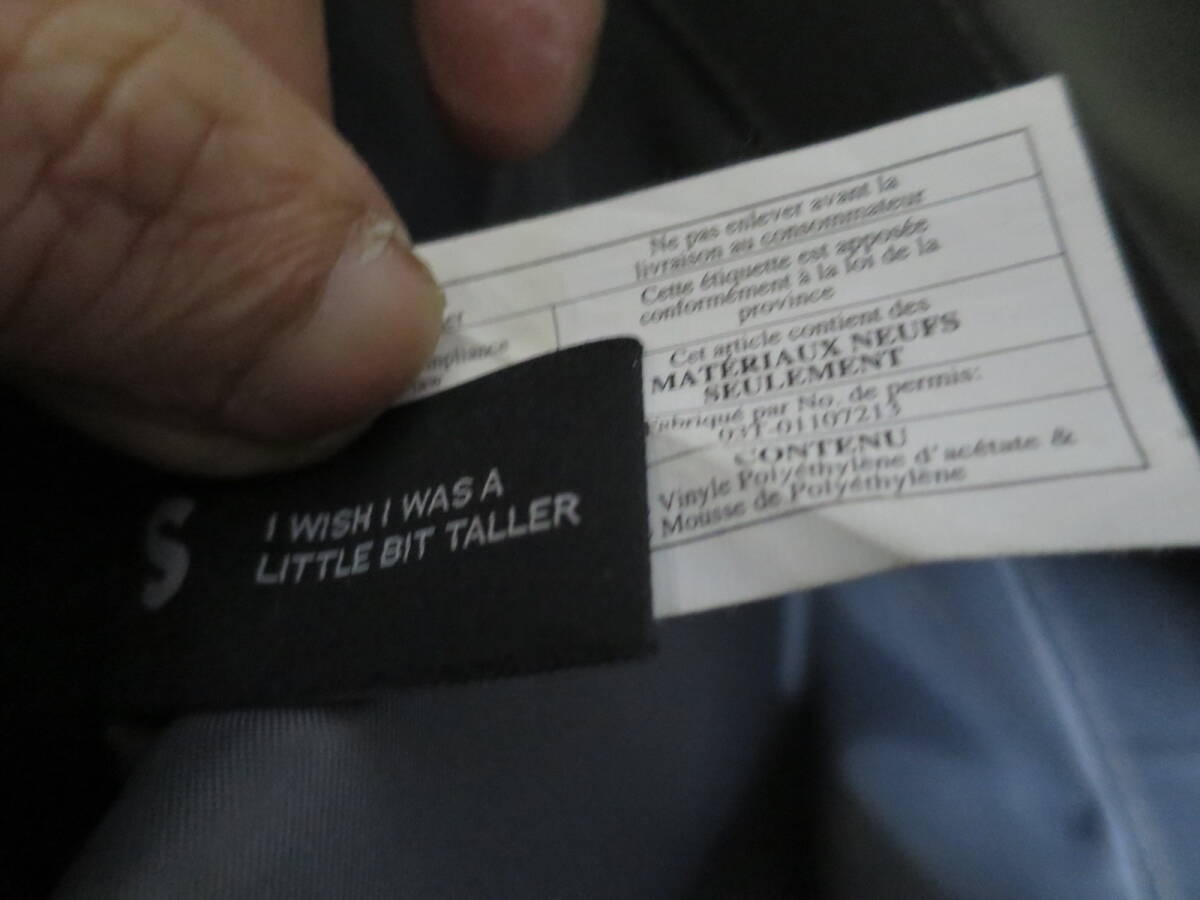 Ne pas enlever avant la
livraison au consommateur
Cette étiquette est apposée
conformément à la loi de la
province
Cet article contient des
MATÉRIAUX NEUFS
SEULEMENT
Fabriqué par No. de permis:
03T-01107213
CONTENU
Vinyle Polyéthylène d'acétate &
Mousse de Polyéthylène
S
I WISH I WAS A
LITTLE BIT TALLER